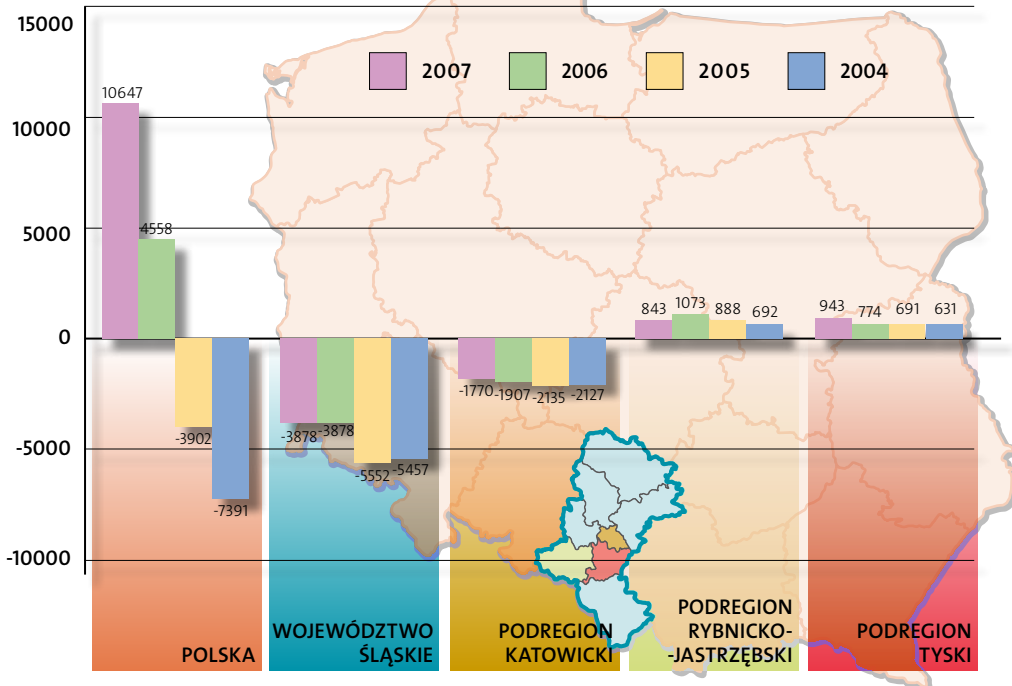 15000
10000
5000
0
-5000
-10000
2007 2006 2005 2004
10647
4558
-3902
-7391
-3878
-3878
-5552
-5457
-1770
-1907
-2135
-2127
843
1073
888
692
943
774
691
631
POLSKA
WOJEWÓDZTWO
ŚLĄSKIE
PODREGION
KATOWICKI
PODREGION
RYBNICKO-
-JASTRZĘBSKI
PODREGION
TYSKI